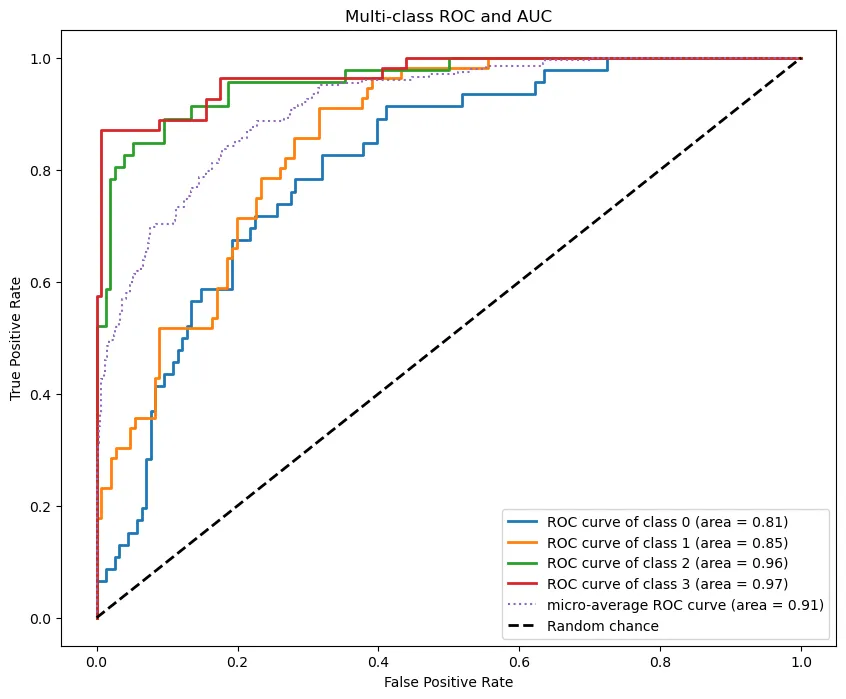 Multi-class ROC and AUC
True Positive Rate
1.0
0.8
0.6
0.4
0.2
0.0
ROC curve of class 0 (area = 0.81)
ROC curve of class 1 (area = 0.85)
ROC curve of class 2 (area = 0.96)
ROC curve of class 3 (area = 0.97)
micro-average ROC curve (area = 0.91)
Random chance
0.0 0.2 0.4 0.6 0.8 1.0
False Positive Rate